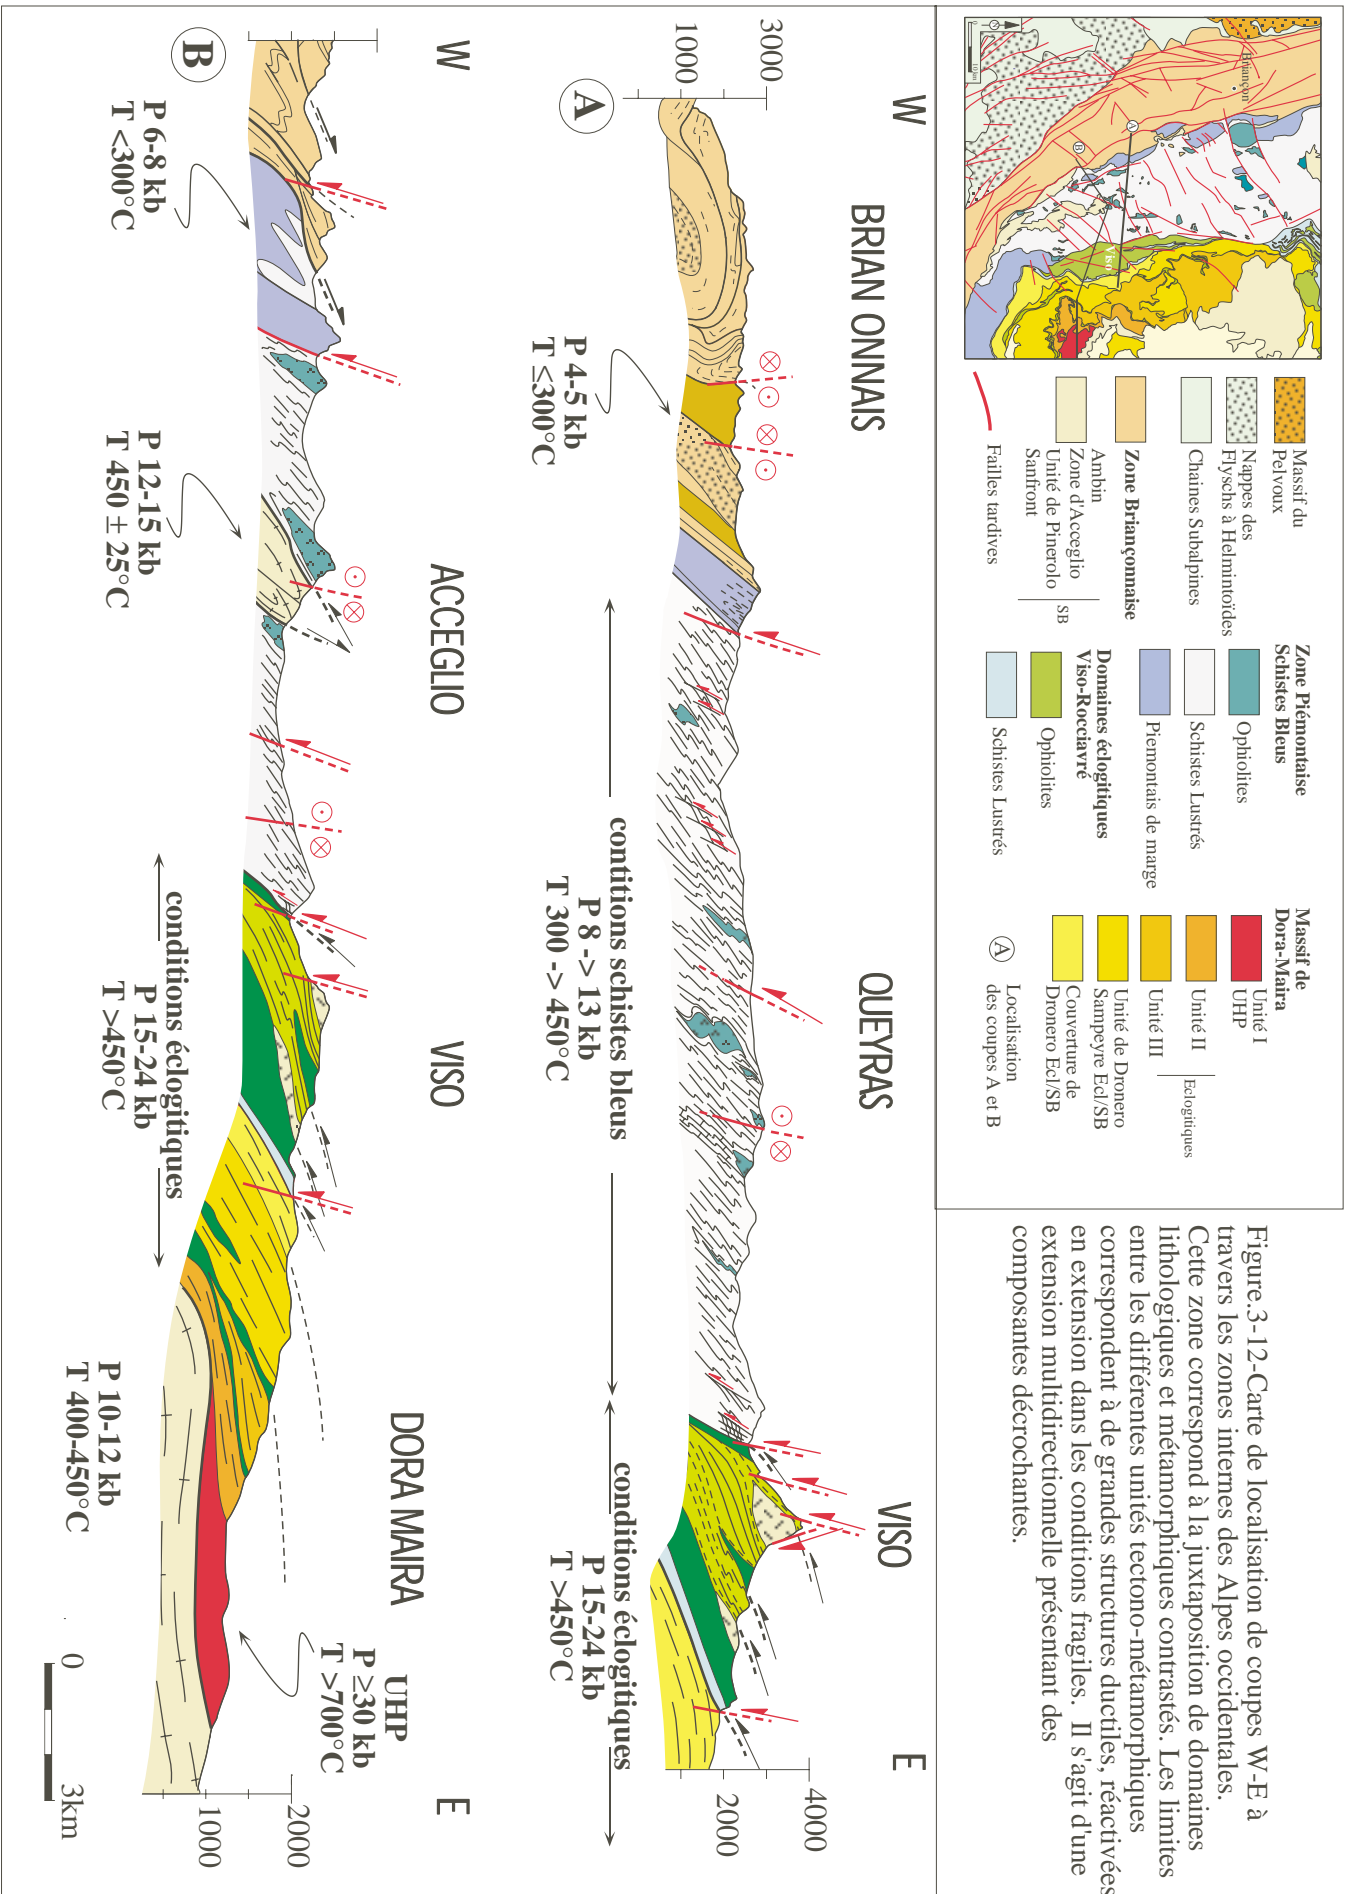 Briançon
A
B
Viso
N
0
10 km
Massif du
Pelvoux
Nappes des
Flyschs à Helmintoïdes
Chaines Subalpines
Zone Briançonnaise
Ambin
Zone d'Acceglio
Unité de Pinerolo
Sanfront
SB
Failles tardives
Zone Piémontaise
Schistes Bleus
Ophiolites
Schistes Lustrés
Piemontais de marge
Domaines éclogitiques
Viso-Rocciavré
Ophiolites
Schistes Lustrés
Massif de
Dora-Maira
Unité I
UHP
Unité II
Unité III
Eclogitiques
Unité de Dronero
Sampeyre Ecl/SB
Couverture de
Dronero Ecl/SB
A
Localisation
des coupes A et B
Figure.3-12-Carte de localisation de coupes W-E à
travers les zones internes des Alpes occidentales.
Cette zone correspond à la juxtaposition de domaines
lithologiques et métamorphiques contrastés. Les limites
entre les différentes unités tectono-métamorphiques
correspondent à de grandes structures ductiles, réactivées
en extension dans les conditions fragiles. Il s'agit d'une
extension multidirectionnelle présentant des
composantes décrochantes.
W
BRIAN ONNAIS
QUEYRAS
VISO
E
3000
1000
4000
2000
A
P 4-5 kb
T ≤300°C
contitions schistes bleus
P 8 -> 13 kb
T 300 -> 450°C
conditions éclogitiques
P 15-24 kb
T >450°C
W
ACCEGLIO
VISO
DORA MAIRA
E
B
P 6-8 kb
T <300°C
P 12-15 kb
T 450 ± 25°C
conditions éclogitiques
P 15-24 kb
T >450°C
P 10-12 kb
T 400-450°C
UHP
P ≥30 kb
T >700°C
2000
1000
0
3km